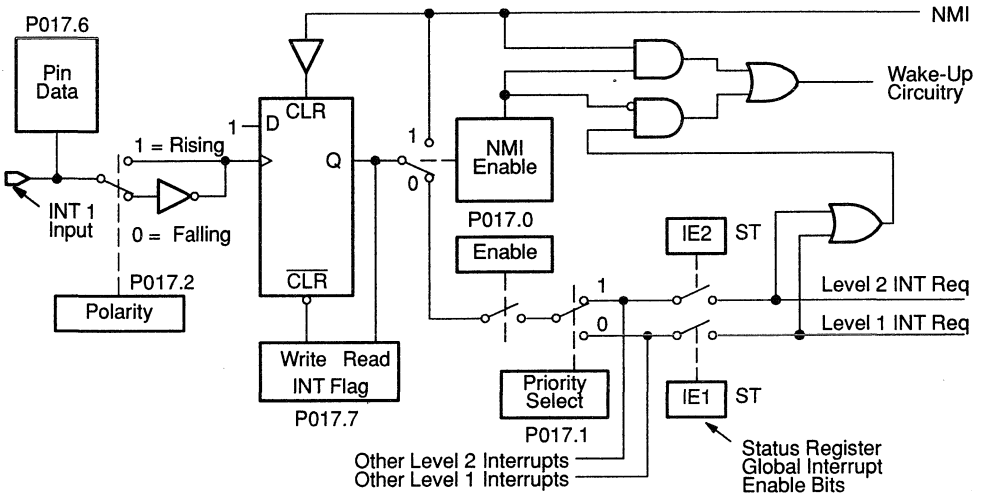 P017.6
NMI
Pin
Data
CLR
1
D
1 = Rising
Q
1
0
NMI
Enable
Wake-Up
Circuitry
INT 1
Input
0 = Falling
P017.0
Enable
IE2
ST
P017.2
Polarity
CLR
1
0
Level 2 INT Req
Level 1 INT Req
Write Read
INT Flag
P017.7
Priority
Select
P017.1
IE1
ST
Other Level 2 Interrupts
Other Level 1 Interrupts
Status Register
Global Interrupt
Enable Bits